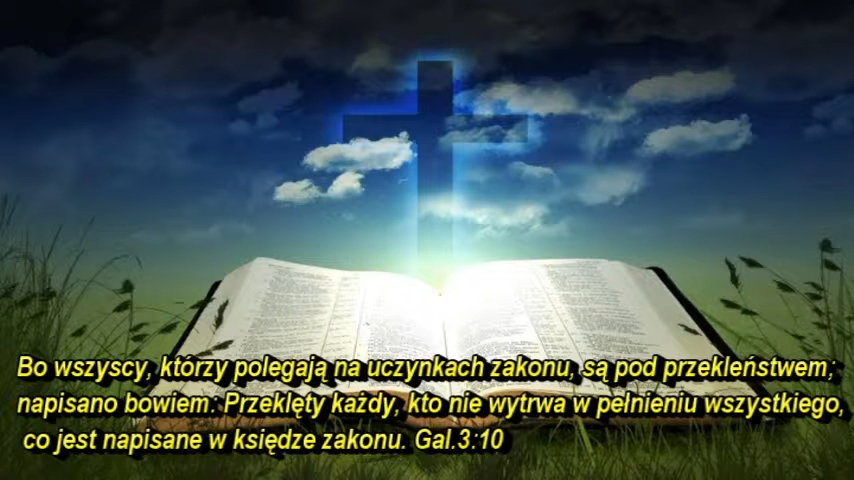 Bo wszyscy, którzy polegają na uczynkach zakonu, są pod przekleństwem;
napisano bowiem: Przeklęty każdy, kto nie wytrwa w pełnieniu wszystkiego,
co jest napisane w księdze zakonu. Gal.3:10